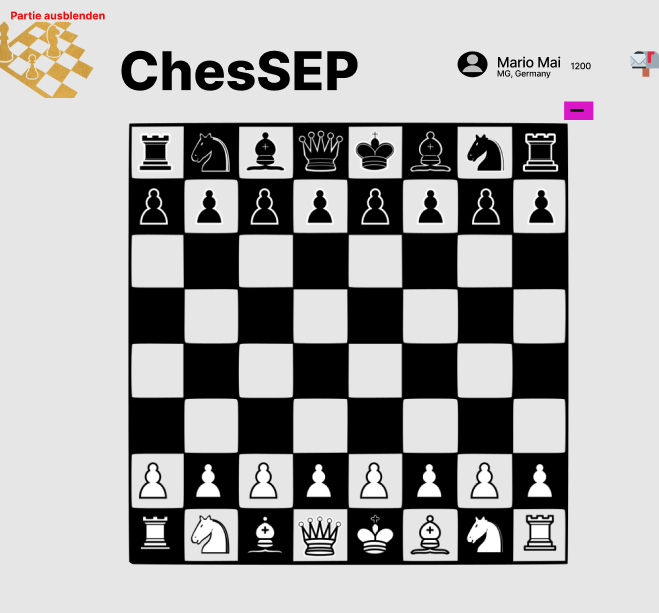 Partie ausblenden
ChesSEP
Mario Mai
1200
MG, Germany